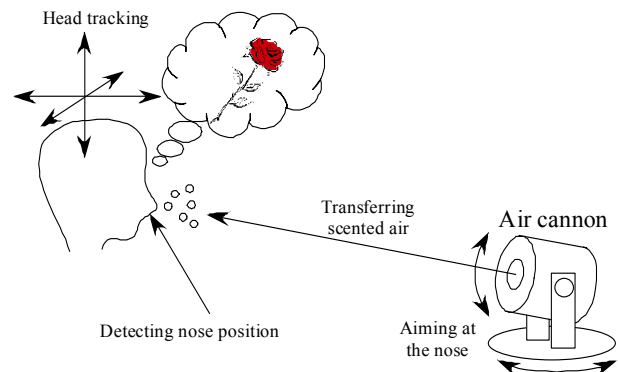 Head tracking
Transferring
scented air
Air cannon
Detecting nose position
Aiming at
the nose